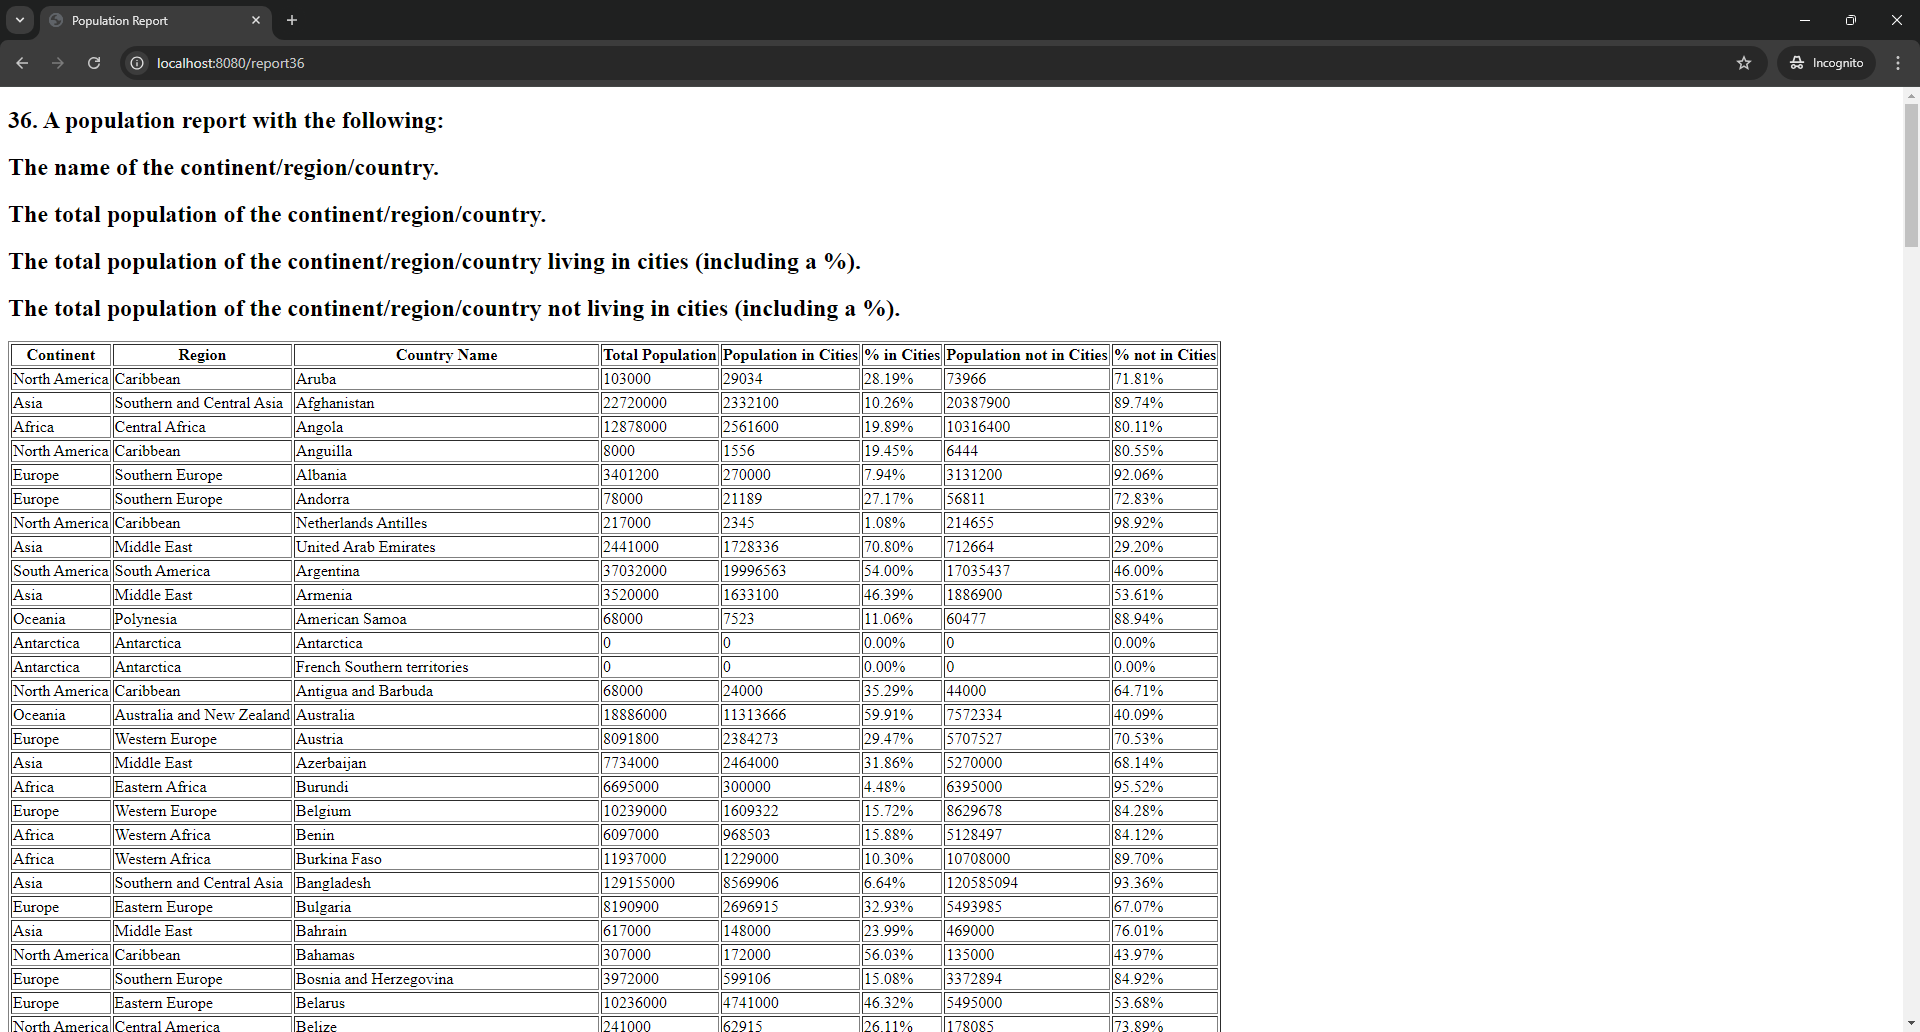 Population Report
localhost:8080/report36
Incognito
36. A population report with the following:
The name of the continent/region/country.
The total population of the continent/region/country.
The total population of the continent/region/country living in cities (including a %).
The total population of the continent/region/country not living in cities (including a %).
Continent Region Country Name Total Population Population in Cities % in Cities Population not in Cities % not in Cities
North America Caribbean Aruba 103000 29034 28.19% 73966 71.81%
Asia Southern and Central Asia Afghanistan 22720000 2332100 10.26% 20387900 89.74%
Africa Central Africa Angola 12878000 2561600 19.89% 10316400 80.11%
North America Caribbean Anguilla 8000 1556 19.45% 6444 80.55%
Europe Southern Europe Albania 3401200 270000 7.94% 3131200 92.06%
Europe Southern Europe Andorra 78000 21189 27.17% 56811 72.83%
North America Caribbean Netherlands Antilles 217000 2345 1.08% 214655 98.92%
Asia Middle East United Arab Emirates 2441000 1728336 70.80% 712664 29.20%
South America South America Argentina 37032000 19996563 54.00% 17035437 46.00%
Asia Middle East Armenia 3520000 1633100 46.39% 1886900 53.61%
Oceania Polynesia American Samoa 68000 7523 11.06% 60477 88.94%
Antarctica Antarctica Antarctica 0 0 0.00% 0 0.00%
Antarctica Antarctica French Southern territories 0 0 0.00% 0 0.00%
North America Caribbean Antigua and Barbuda 68000 24000 35.29% 44000 64.71%
Oceania Australia and New Zealand Australia 18886000 11313666 59.91% 7572334 40.09%
Europe Western Europe Austria 8091800 2384273 29.47% 5707527 70.53%
Asia Middle East Azerbaijan 7734000 2464000 31.86% 5270000 68.14%
Africa Eastern Africa Burundi 6695000 300000 4.48% 6395000 95.52%
Europe Western Europe Belgium 10239000 1609322 15.72% 8629678 84.28%
Africa Western Africa Benin 6097000 968503 15.88% 5128497 84.12%
Africa Western Africa Burkina Faso 11937000 1229000 10.30% 10708000 89.70%
Asia Southern and Central Asia Bangladesh 129155000 8569906 6.64% 120585094 93.36%
Europe Eastern Europe Bulgaria 8190900 2696915 32.93% 5493985 67.07%
Asia Middle East Bahrain 617000 148000 23.99% 469000 76.01%
North America Caribbean Bahamas 307000 172000 56.03% 135000 43.97%
Europe Southern Europe Bosnia and Herzegovina 3972000 599106 15.08% 3372894 84.92%
Europe Eastern Europe Belarus 10236000 4741000 46.32% 5495000 53.68%
North America Central America Belize 241000 62915 26.11% 178085 73.89%